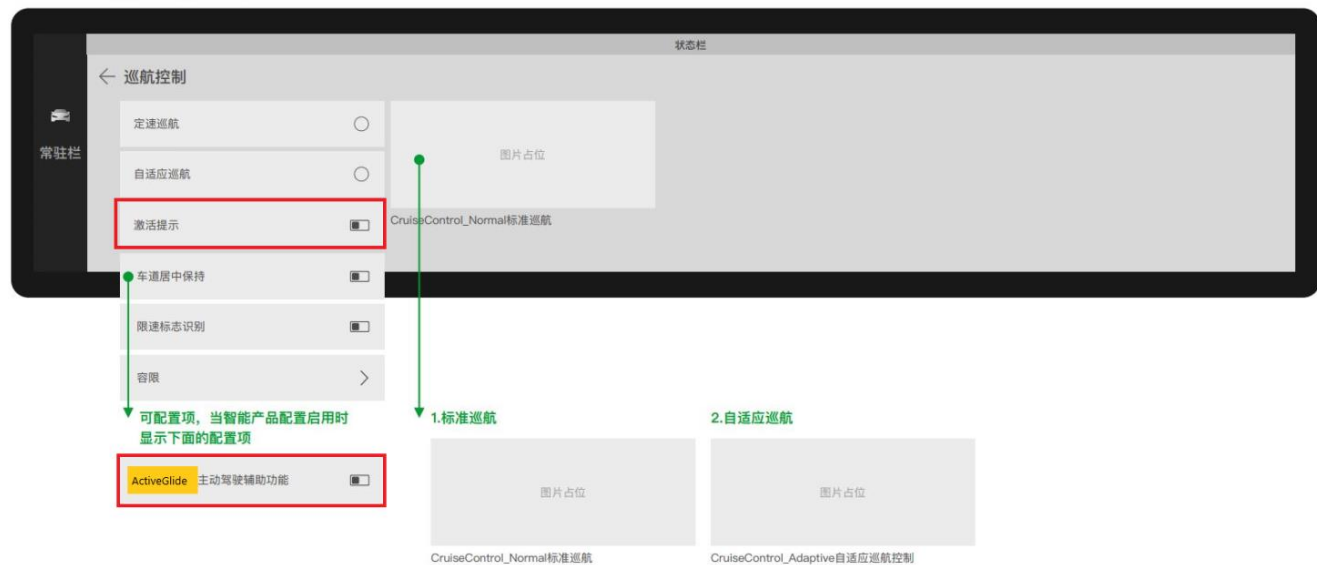 状态栏
巡航控制
常驻栏
定速巡航
自适应巡航
激活提示
车道居中保持
限速标志识别
容限
图片占位
CruiseControl_Normal标准巡航
可配置项，当智能产品配置启用时
显示下面的配置项
ActiveGlide 主动驾驶辅助功能
1.标准巡航
图片占位
CruiseControl_Normal标准巡航
2.自适应巡航
图片占位
CruiseControl_Adaptive自适应巡航控制